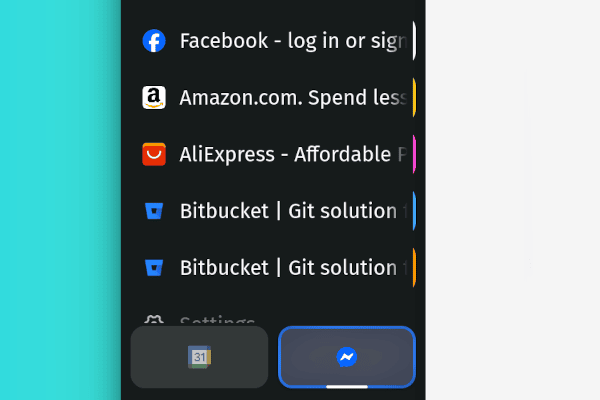 Facebook - log in or sign
Amazon.com. Spend less
AliExpress - Affordable
Bitbucket | Git solution
Bitbucket | Git solution
Settings
31